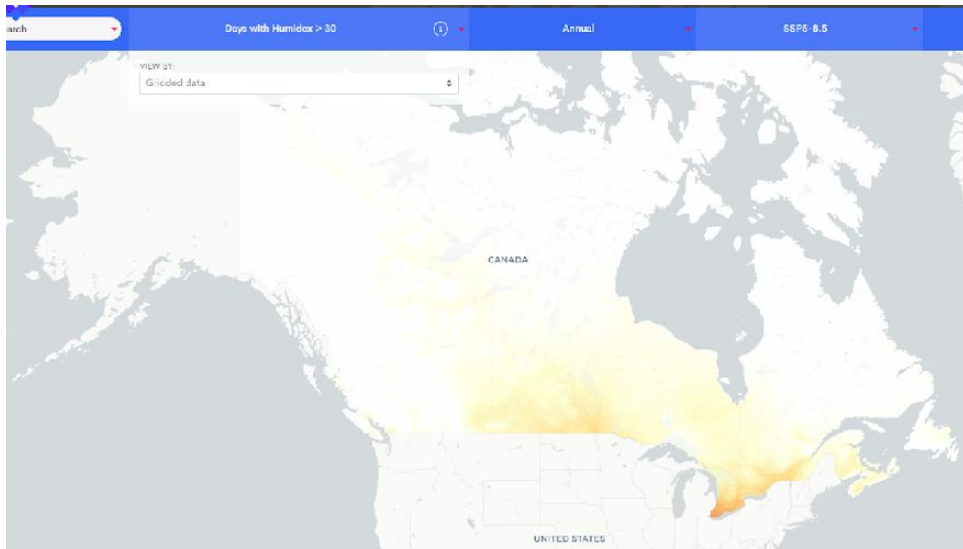 arch
Days with Humidex > 30
i
Annual
SSP5-8.5
VIEW BY:
Gridded data
CANADA
UNITED STATES